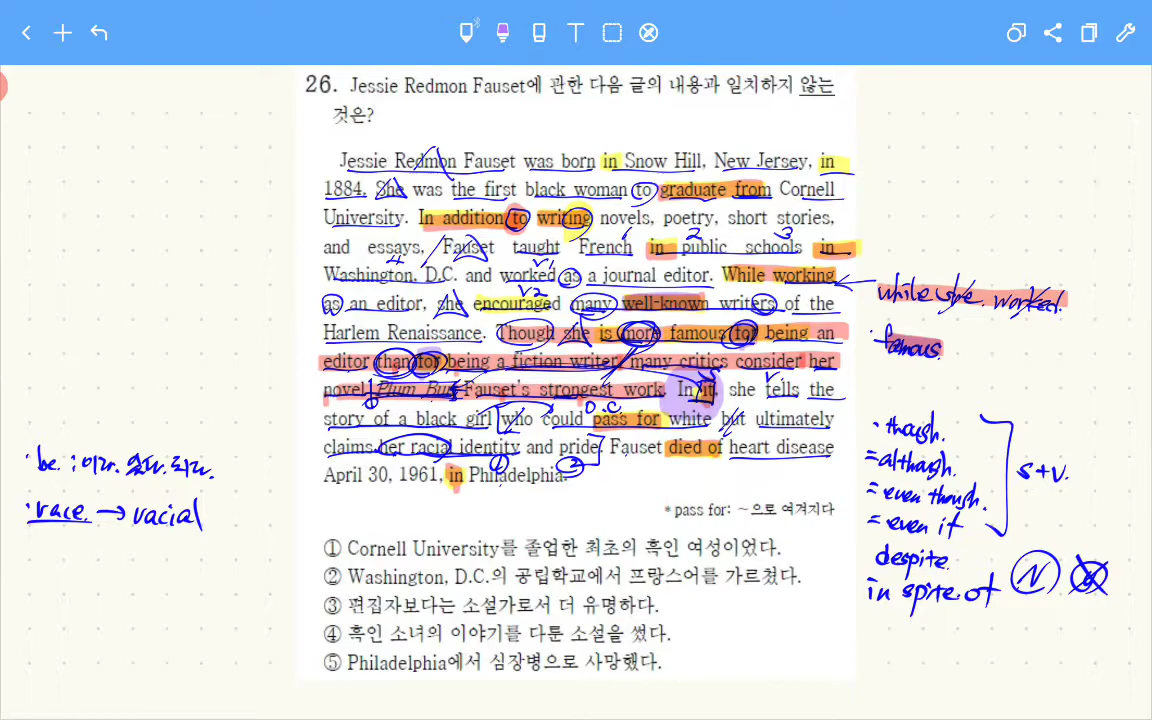 26. Jessie Redmon Fauset에 관한 다음 글의 내용과 일치하지 않는
것은?
Jessie Redmon Fauset was born in Snow Hill, New Jersey, in
1884. She was the first black woman to graduate from Cornell
University. In addition to writing novels, poetry, short stories,
and essays, Fauset taught French in public schools in
Washington, D.C. and worked as a journal editor. While working
as an editor, she encouraged many well-known writers of the
Harlem Renaissance. Though she is more famous for being an
editor than for being a fiction writer, many critics consider her
novel Plum Bun Fauset's strongest work. In it, she tells the
story of a black girl who could pass for white but ultimately
claims her racial identity and pride. Fauset died of heart disease
April 30, 1961, in Philadelphia.
* pass for: ~으로 여겨지다
① Cornell University를 졸업한 최초의 흑인 여성이었다.
② Washington, D.C.의 공립학교에서 프랑스어를 가르쳤다.
③ 편집자보다는 소설가로서 더 유명하다.
④ 흑인 소녀의 이야기를 다룬 소설을 썼다.
⑤ Philadelphia에서 심장병으로 사망했다.
while she worked.
famous
· though.
= although.
= even though.
= even if
s+v.
despite.
in spite of
N
· be : 이다. 있다. 되다.
· race → racial
1
2
3
4
V1
V2
V
O.C
①
②